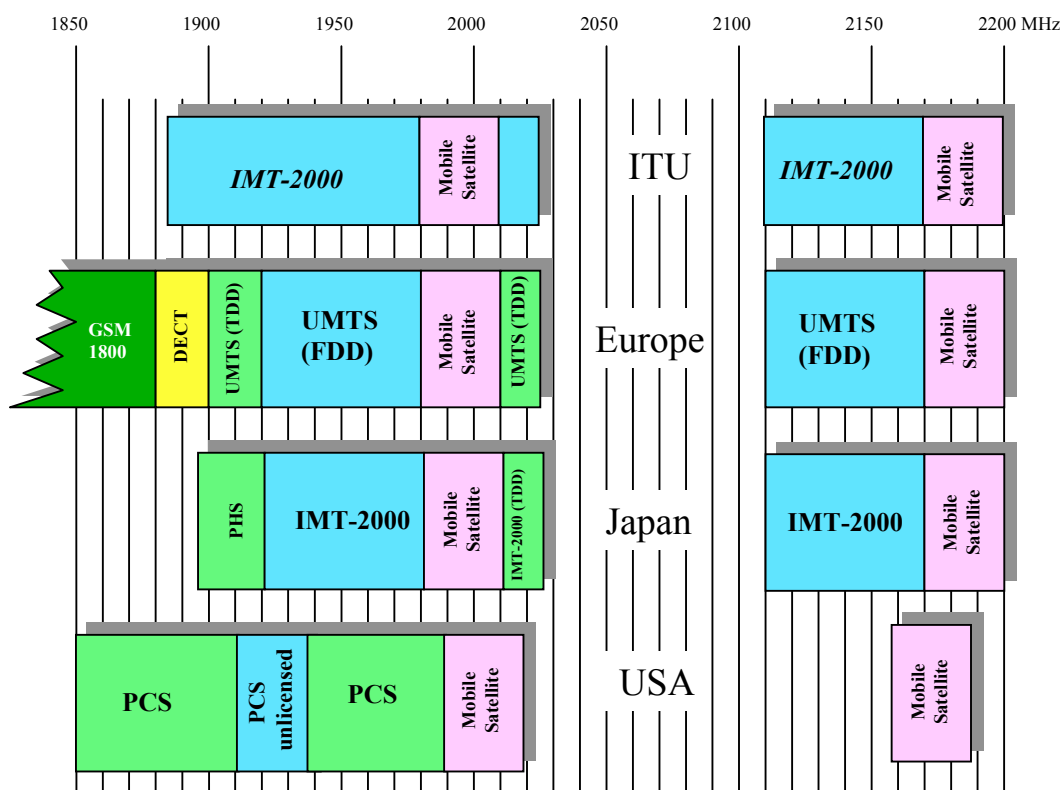 1850 1900 1950 2000 2050 2100 2150 2200 MHz
IMT-2000
Mobile
Satellite
ITU
IMT-2000
Mobile
Satellite
GSM
1800
DECT
UMTS (TDD)
UMTS
(FDD)
Mobile
Satellite
UMTS (TDD)
Europe
UMTS
(FDD)
Mobile
Satellite
PHS
IMT-2000
Mobile
Satellite
IMT-2000 (TDD)
Japan
IMT-2000
Mobile
Satellite
PCS
PCS
unlicensed
PCS
Mobile
Satellite
USA
Mobile
Satellite